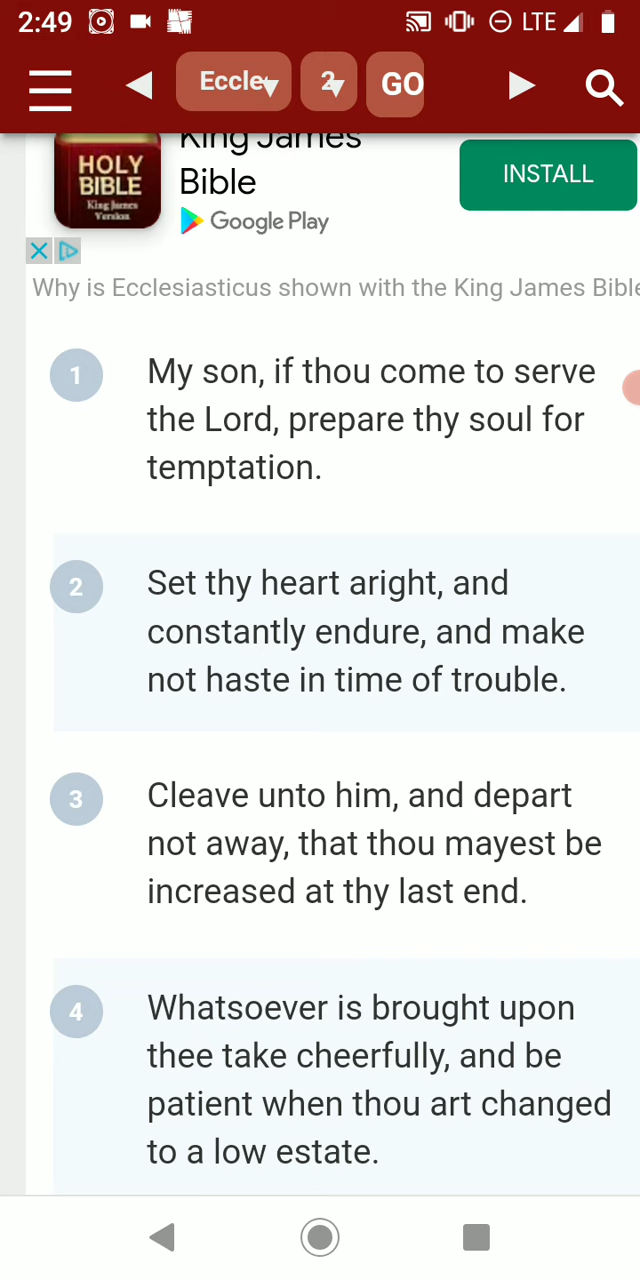 2:49 LTE
Eccle 2 GO
King James
Bible
HOLY
BIBLE
King James
Version
Google Play
INSTALL
Why is Ecclesiasticus shown with the King James Bible
1 My son, if thou come to serve
the Lord, prepare thy soul for
temptation.
2 Set thy heart aright, and
constantly endure, and make
not haste in time of trouble.
3 Cleave unto him, and depart
not away, that thou mayest be
increased at thy last end.
4 Whatsoever is brought upon
thee take cheerfully, and be
patient when thou art changed
to a low estate.